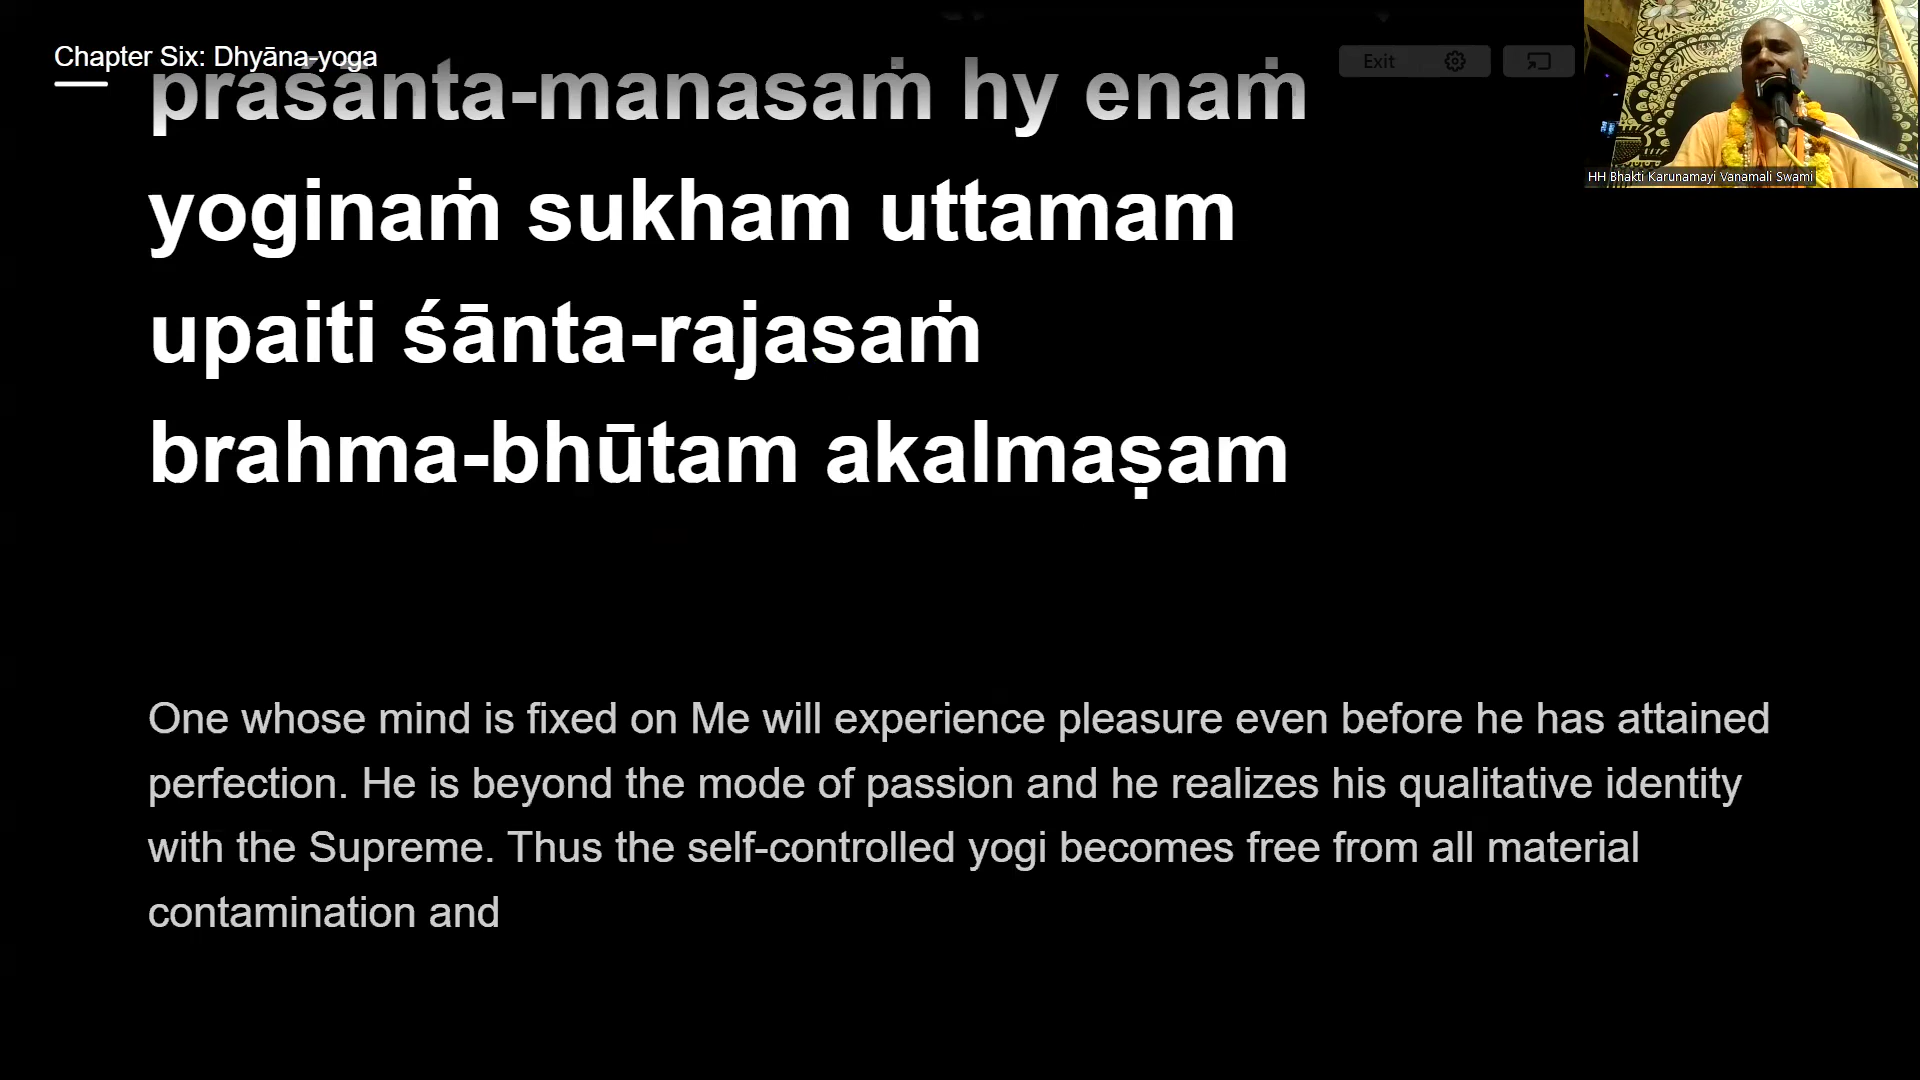 Chapter Six: Dhyāna-yoga
Exit
HH Bhakti Karunamayi Vanamali Swami
praśānta-manasaṁ hy enaṁ
yoginaṁ sukham uttamam
upaiti śānta-rajasaṁ
brahma-bhūtam akalmaṣam
One whose mind is fixed on Me will experience pleasure even before he has attained
perfection. He is beyond the mode of passion and he realizes his qualitative identity
with the Supreme. Thus the self-controlled yogi becomes free from all material
contamination and